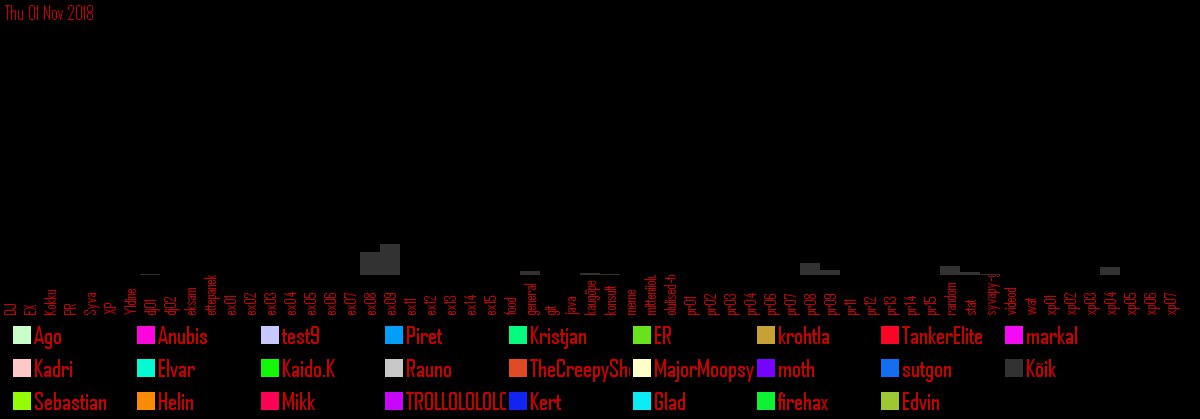 Thu 01 Nov 2018
DJ EX Kokku PR Syva XP Yldine dj01 dj02 eksam ettepanek ex01 ex02 ex03 ex04 ex05 ex06 ex07 ex08 ex09 ex11 ex12 ex13 ex14 ex15 food general git java kaugõpe konsult meme mitteniiolu olulised-t pr01 pr02 pr03 pr04 pr06 pr07 pr08 pr09 pr11 pr12 pr13 pr14 pr15 random stat syvapy-g videod wat xp01 xp02 xp03 xp04 xp05 xp06 xp07
Ago Anubis test9 Piret Kristjan ER krohtla TankerElite markal
Kadri Elvar Kaido.K Rauno TheCreepySh MajorMoopsy moth sutgon Kõik
Sebastian Helin Mikk TROLLOLOLOLO Kert Glad firehax Edvin